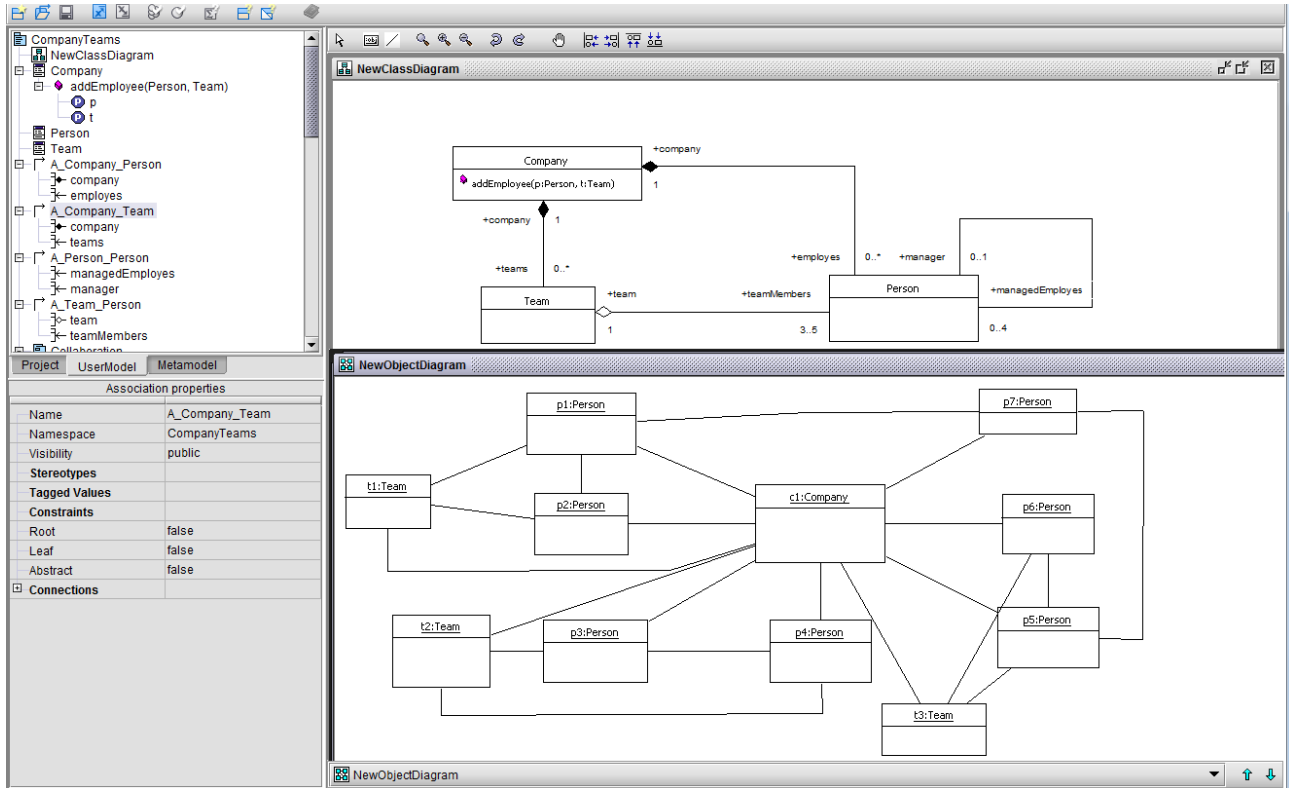 CompanyTeams
NewClassDiagram
Company
addEmployee(Person, Team)
P p
P t
Person
Team
A_Company_Person
company
employes
A_Company_Team
company
teams
A_Person_Person
managedEmployes
manager
A_Team_Person
team
teamMembers
Collaboration
Project UserModel Metamodel
Association properties
Name A_Company_Team
Namespace CompanyTeams
Visibility public
Stereotypes
Tagged Values
Constraints
Root false
Leaf false
Abstract false
Connections
NewClassDiagram
Company
addEmployee(p:Person, t:Team)
+company
1
+company 1
+teams 0..*
+employes 0..* +manager 0..1
Team
+team
1
+teamMembers
3..5
Person
+managedEmployes
0..4
NewObjectDiagram
p1:Person
p7:Person
t1:Team
p2:Person
c1:Company
p6:Person
t2:Team
p3:Person
p4:Person
p5:Person
t3:Team
NewObjectDiagram